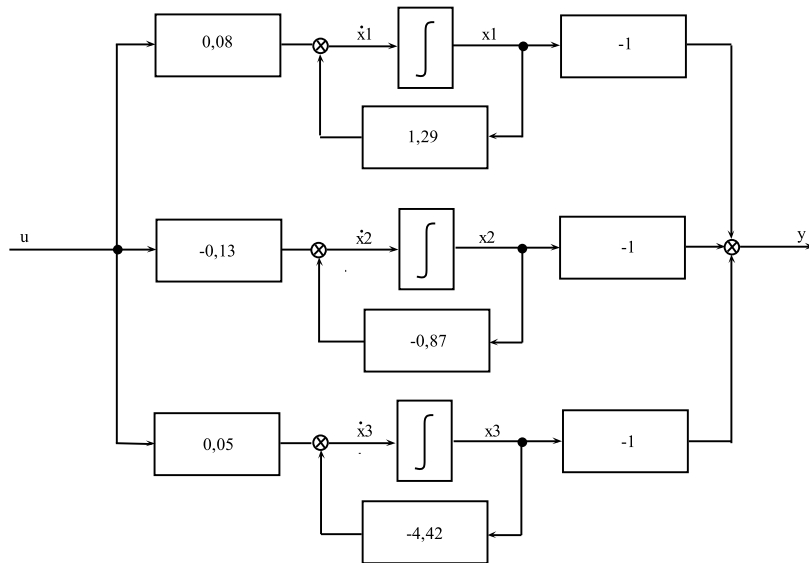 0,08
ẋ1
x1
-1
1,29
u
-0,13
ẋ2
x2
-1
y
-0,87
0,05
ẋ3
x3
-1
-4,42